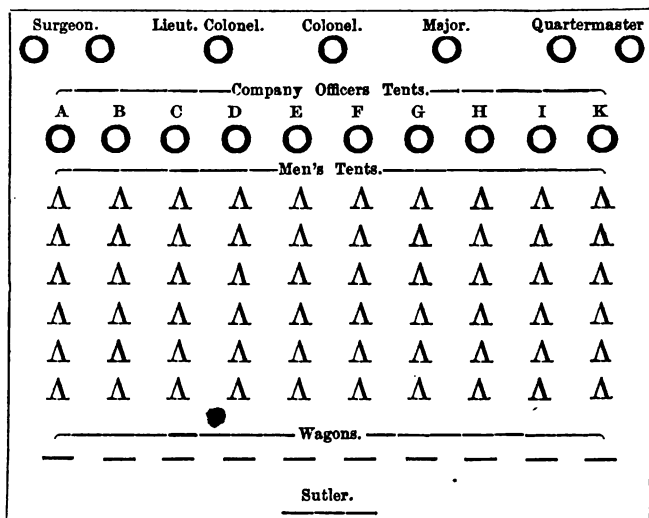 Surgeon. Lieut. Colonel. Colonel. Major. Quartermaster
Company Officers Tents.
A B C D E F G H I K
Men's Tents.
Wagons.
Sutler.